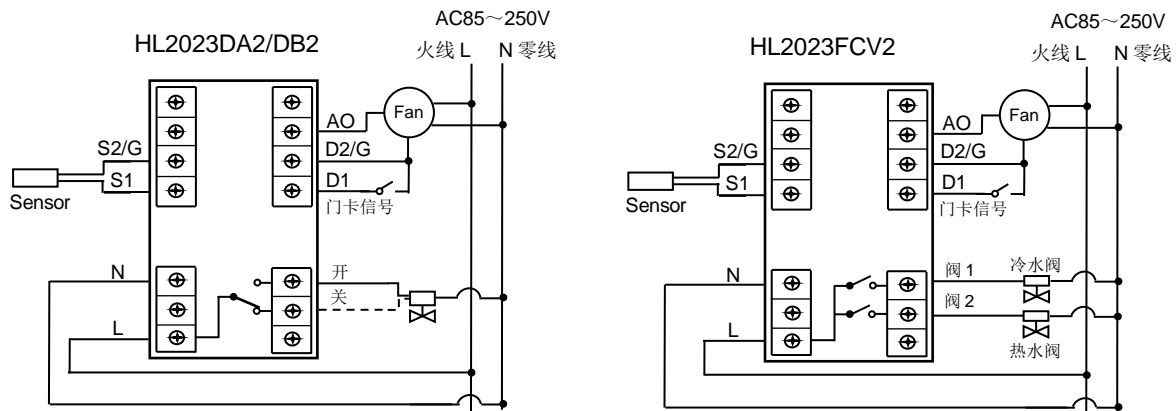 HL2023DA2/DB2
AC85～250V
火线 L
N 零线
Fan
AO
S2/G
D2/G
S1
D1
Sensor
门卡信号
N
开
关
L
HL2023FCV2
AC85～250V
火线 L
N 零线
Fan
AO
S2/G
D2/G
S1
D1
Sensor
门卡信号
N
阀 1
冷水阀
阀 2
L
热水阀